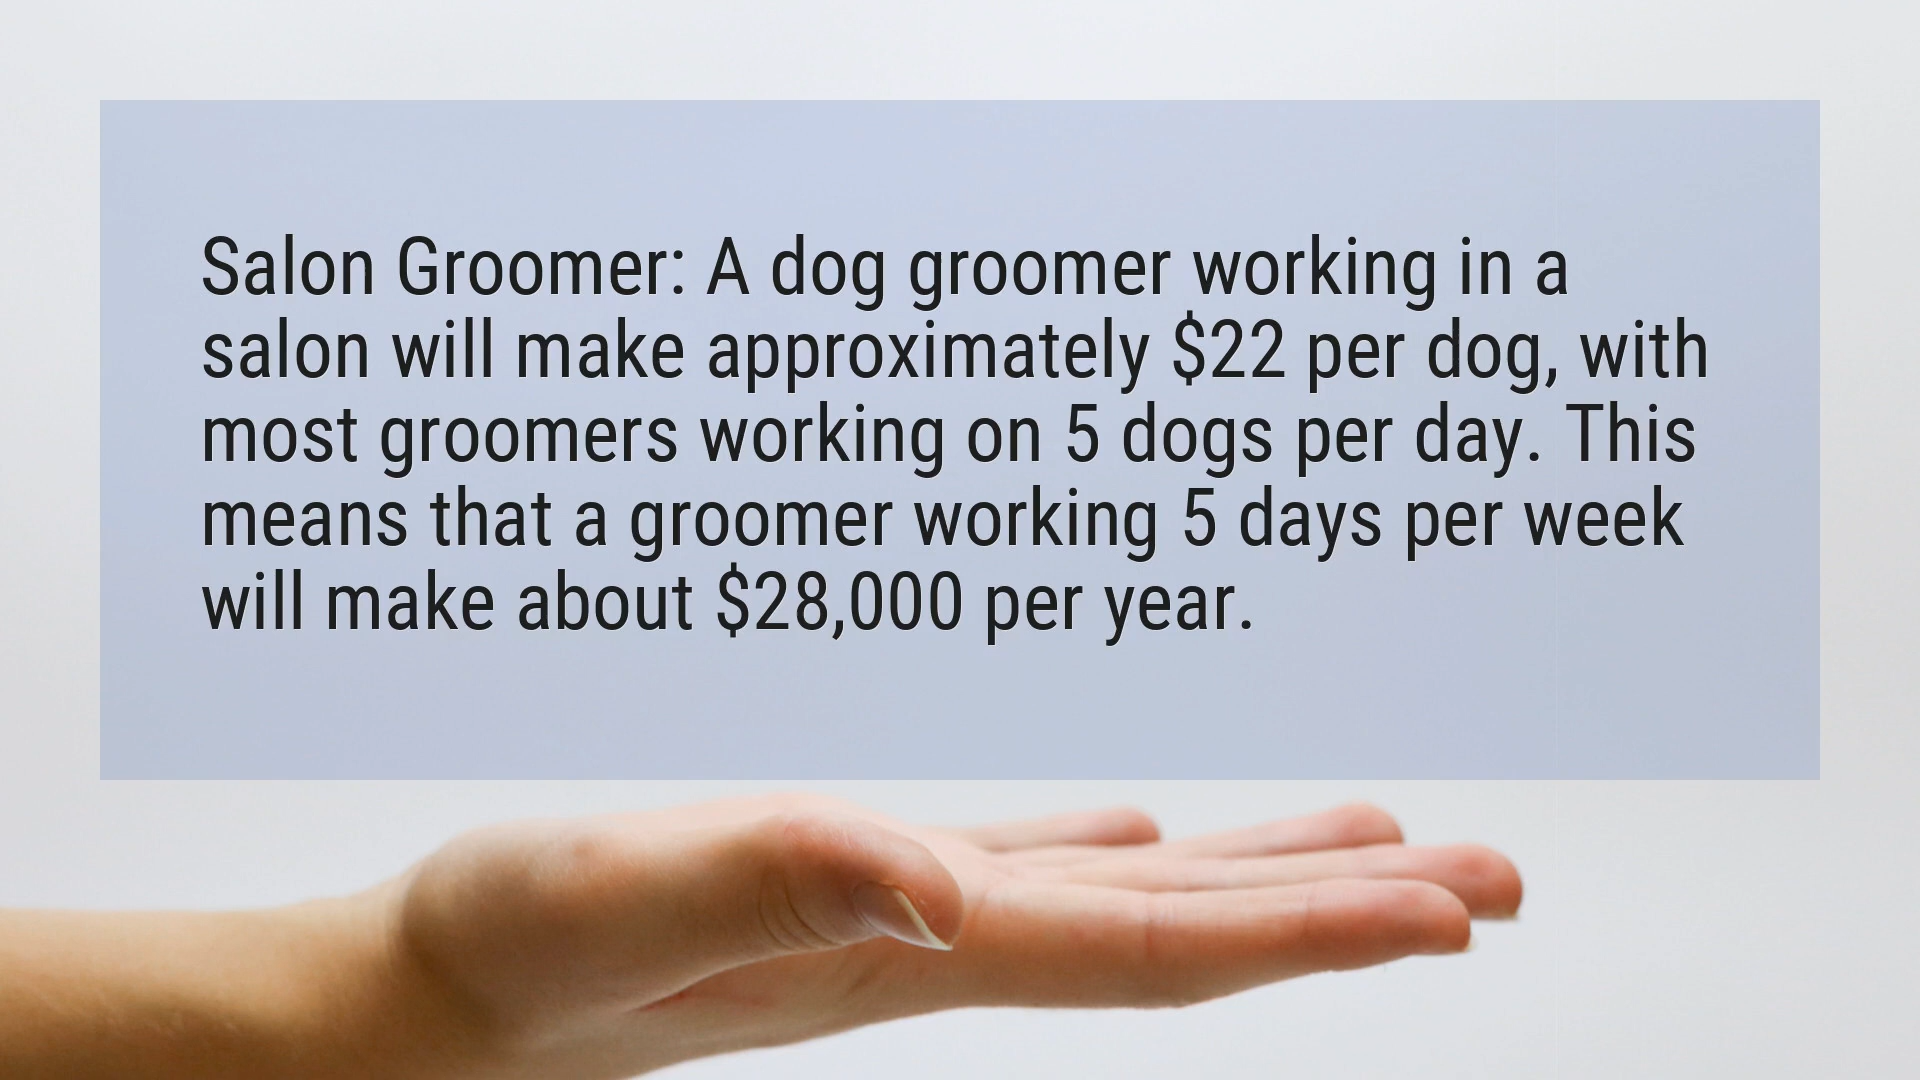 Salon Groomer: A dog groomer working in a
salon will make approximately $22 per dog, with
most groomers working on 5 dogs per day. This
means that a groomer working 5 days per week
will make about $28,000 per year.